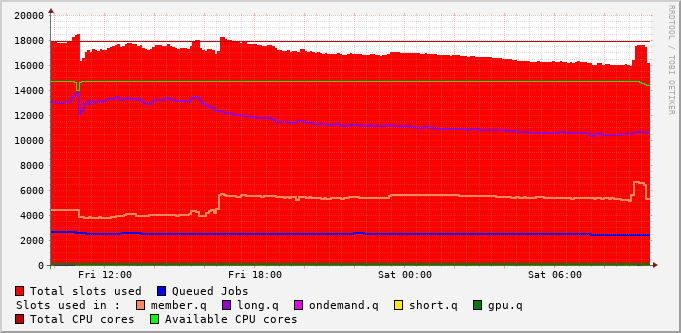 RRDTOOL / TOBI OETIKER
20000
18000
16000
14000
12000
10000
8000
6000
4000
2000
0
Fri 12:00 Fri 18:00 Sat 00:00 Sat 06:00
Total slots used Queued Jobs
Slots used in : member.q long.q ondemand.q short.q gpu.q
Total CPU cores Available CPU cores